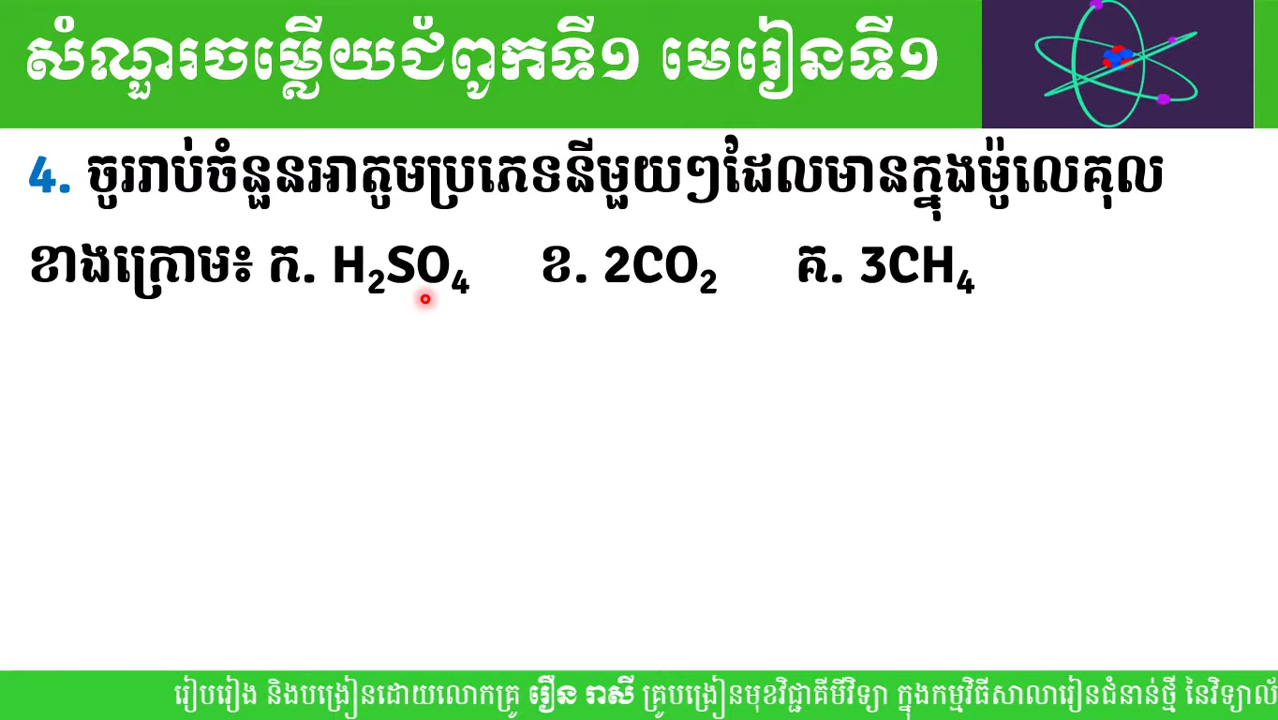 សំណួរចម្លើយជំពូកទី១ មេរៀនទី១
4. ចូររាប់ចំនួនអាតូមប្រភេទនីមួយៗដែលមានក្នុងម៉ូលេគុល
ខាងក្រោម៖ ក. H₂SO₄ ខ. 2CO₂ គ. 3CH₄
រៀបរៀង និងបង្រៀនដោយលោកគ្រូ រឿន រាសី គ្រូបង្រៀនមុខវិជ្ជាគីមីវិទ្យា ក្នុងកម្មវិធីសាលារៀនជំនាន់ថ្មី នៃវិទ្យាល័